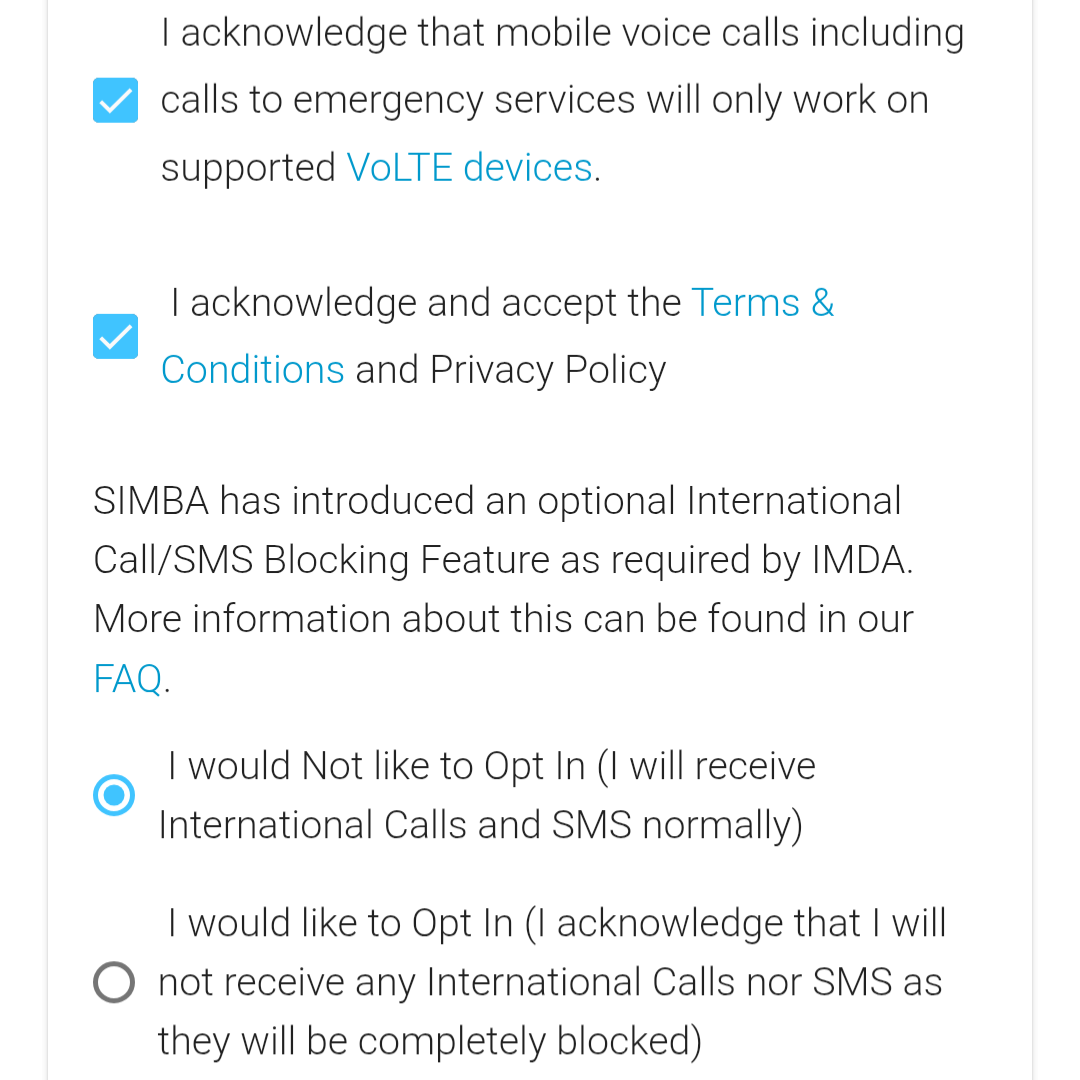 I acknowledge that mobile voice calls including
calls to emergency services will only work on
supported VoLTE devices.
I acknowledge and accept the Terms &
Conditions and Privacy Policy
SIMBA has introduced an optional International
Call/SMS Blocking Feature as required by IMDA.
More information about this can be found in our
FAQ.
I would Not like to Opt In (I will receive
International Calls and SMS normally)
I would like to Opt In (I acknowledge that I will
not receive any International Calls nor SMS as
they will be completely blocked)